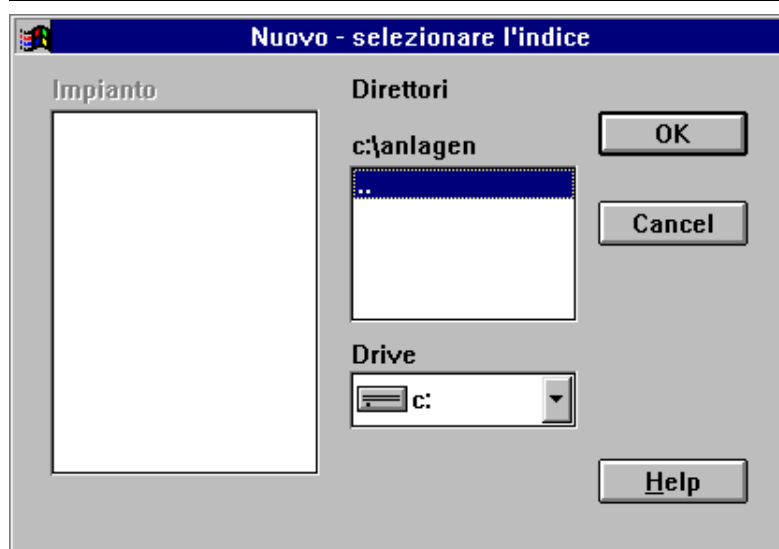 Nuovo - selezionare l'indice
Impianto
Direttori
c:\anlagen
..
OK
Cancel
Drive
c:
Help